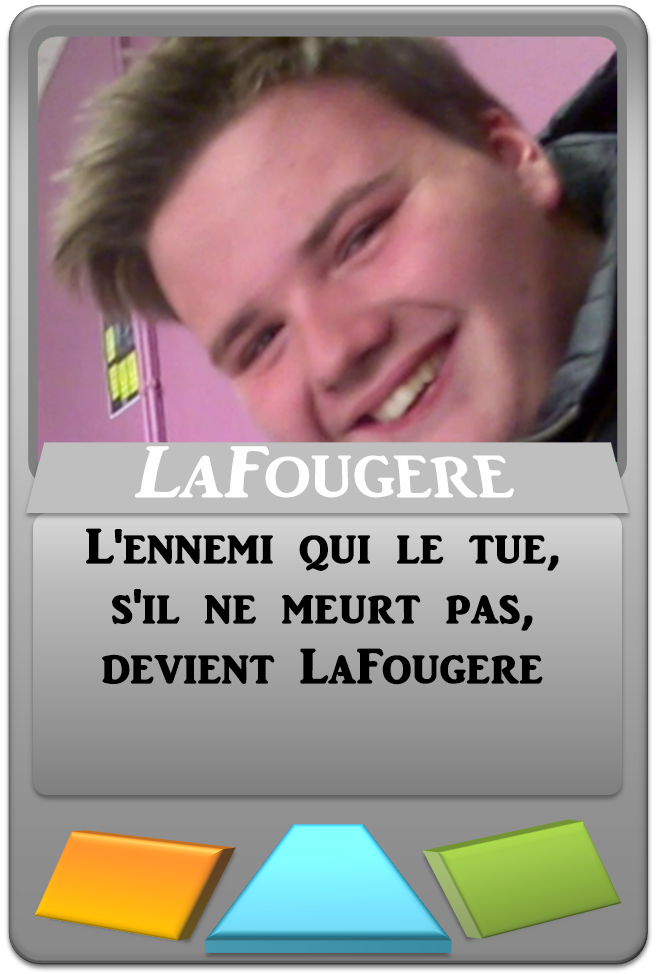 LaFougere
L'ennemi qui le tue,
s'il ne meurt pas,
devient LaFougere